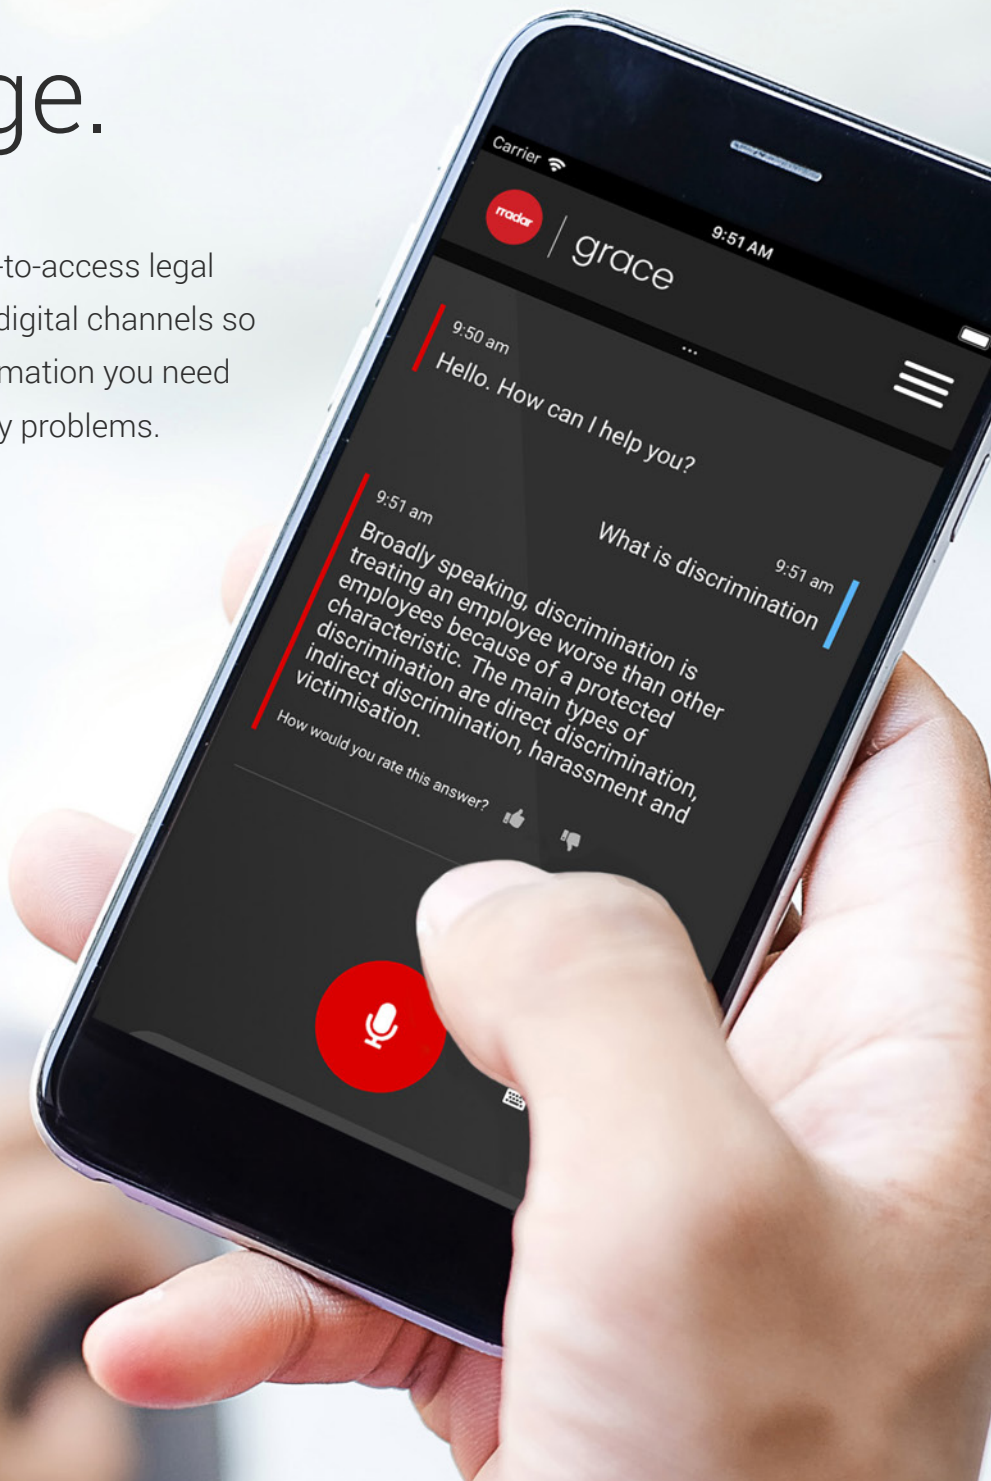 ge.
-to-access legal
digital channels so
mation you need
y problems.
Carrier
9:51 AM
rradar
grace
9:50 am
Hello. How can I help you?
9:51 am
What is discrimination
9:51 am
Broadly speaking, discrimination is
treating an employee worse than other
employees because of a protected
characteristic. The main types of
discrimination are direct discrimination,
indirect discrimination, harassment and
victimisation.
How would you rate this answer?